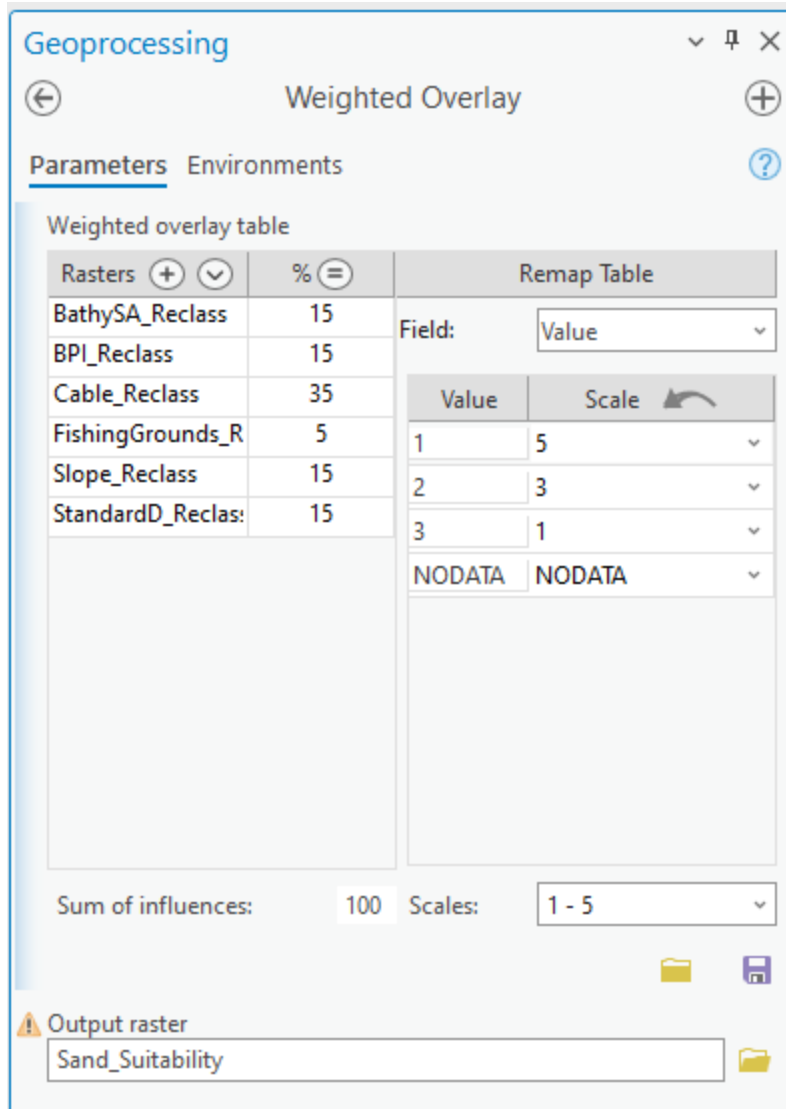 Geoprocessing
Weighted Overlay
Parameters Environments
Weighted overlay table
Rasters % Remap Table
BathySA_Reclass 15
BPI_Reclass 15
Cable_Reclass 35
FishingGrounds_R 5
Slope_Reclass 15
StandardD_Reclas 15
Field: Value
Value Scale
1 5
2 3
3 1
NODATA NODATA
Sum of influences: 100 Scales: 1 - 5
Output raster
Sand_Suitability